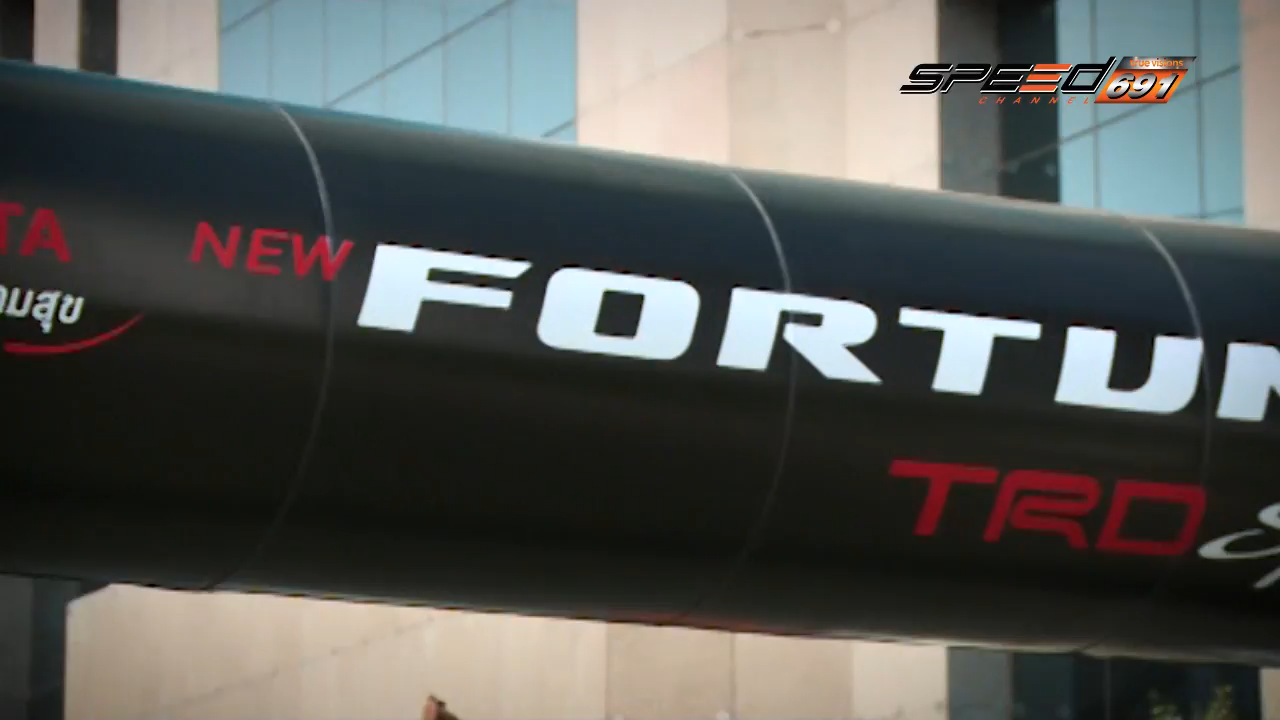 SPEED
true visions
CHANNEL 691
TA
NEW FORTUN
มสุข
TRD